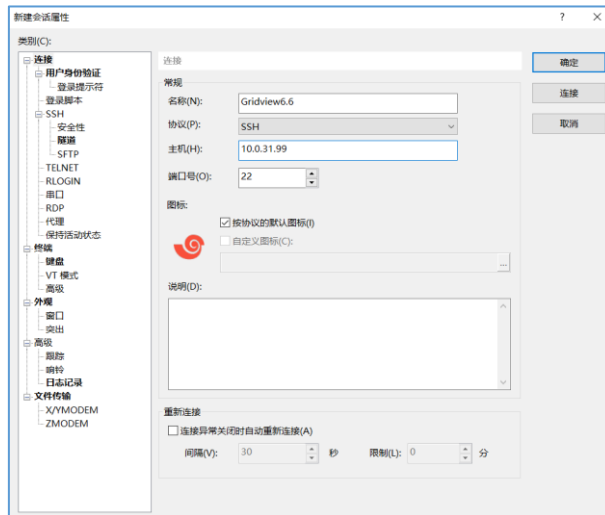 新建会话属性
?
×
类别(C):
连接
用户身份验证
登录提示符
登录脚本
SSH
安全性
隧道
SFTP
TELNET
RLOGIN
串口
RDP
代理
保持活动状态
终端
键盘
VT 模式
高级
外观
窗口
突出
高级
跟踪
响铃
日志记录
文件传输
X/YMODEM
ZMODEM
连接
常规
名称(N): Gridview6.6
协议(P): SSH
主机(H): 10.0.31.99
端口号(O): 22
图标:
按协议的默认图标(I)
自定义图标(C):
...
说明(D):
重新连接
连接异常关闭时自动重新连接(A)
间隔(V): 30 秒 限制(L): 0 分
确定
连接
取消